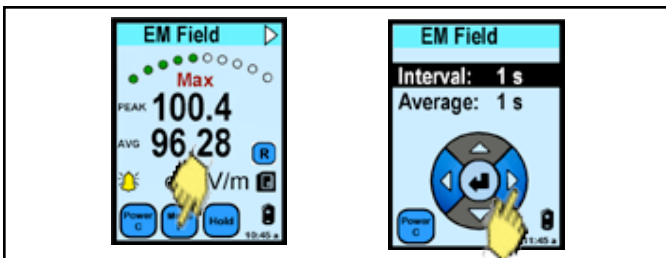 EM Field
Max
PEAK 100.4
AVG 96.28
R
V/m
Power
C
Hold
10:45 a
EM Field
Interval: 1 s
Average: 1 s
Power
C
11:45 a